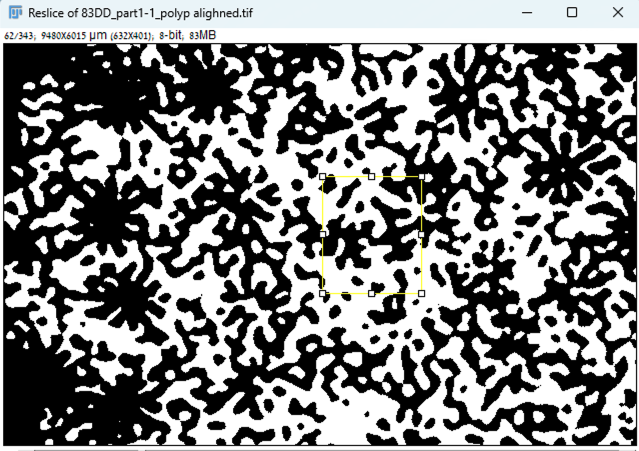 Reslice of 83DD_part1-1_polyp alighned.tif
62/343; 9480X6015 µm (632X401); 8-bit; 83MB